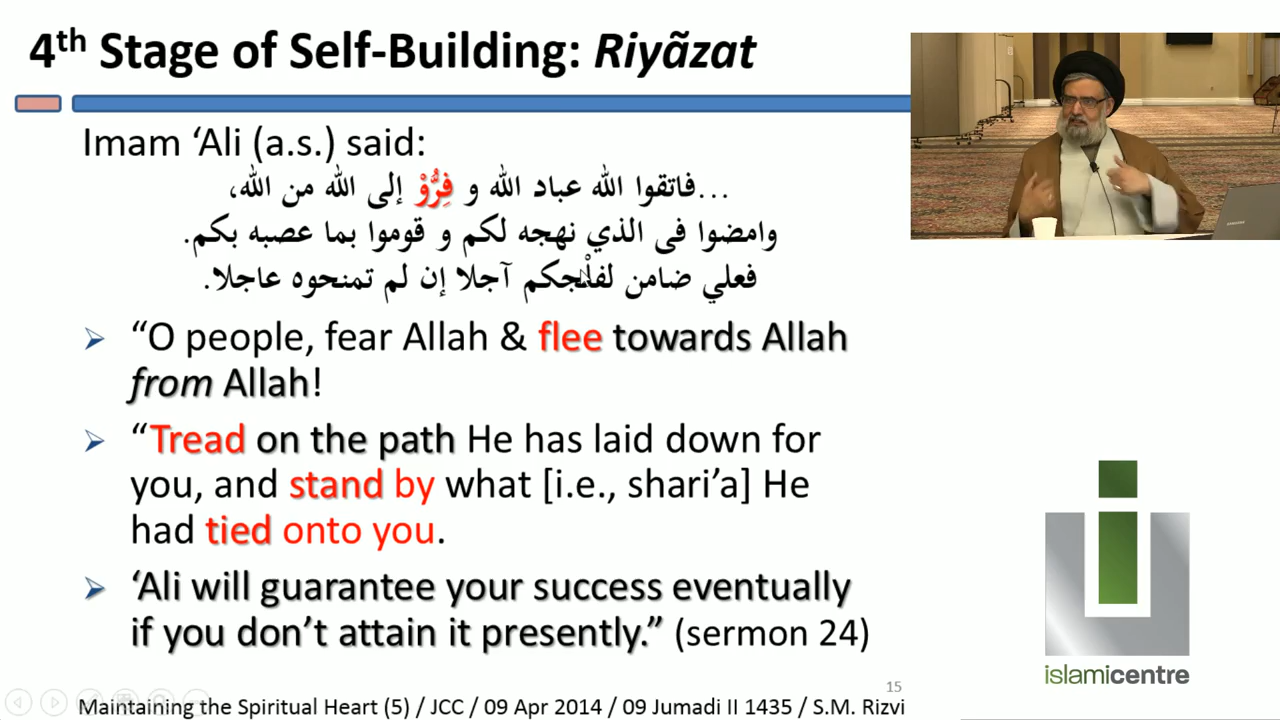 4th Stage of Self-Building: Riyãzat
Imam ‘Ali (a.s.) said:
…فاتقوا الله عباد الله و فِرُّوْ إلى الله من الله،
وامضوا فى الذي نهجه لكم و قوموا بما عصبه بكم.
فعلي ضامن لفلجكم آجلا إن لم تمنحوه عاجلا.
➢ “O people, fear Allah & flee towards Allah
from Allah!
➢ “Tread on the path He has laid down for
you, and stand by what [i.e., shari’a] He
had tied onto you.
➢ ‘Ali will guarantee your success eventually
if you don’t attain it presently.” (sermon 24)
islamicentre
15
Maintaining the Spiritual Heart (5) / JCC / 09 Apr 2014 / 09 Jumadi II 1435 / S.M. Rizvi